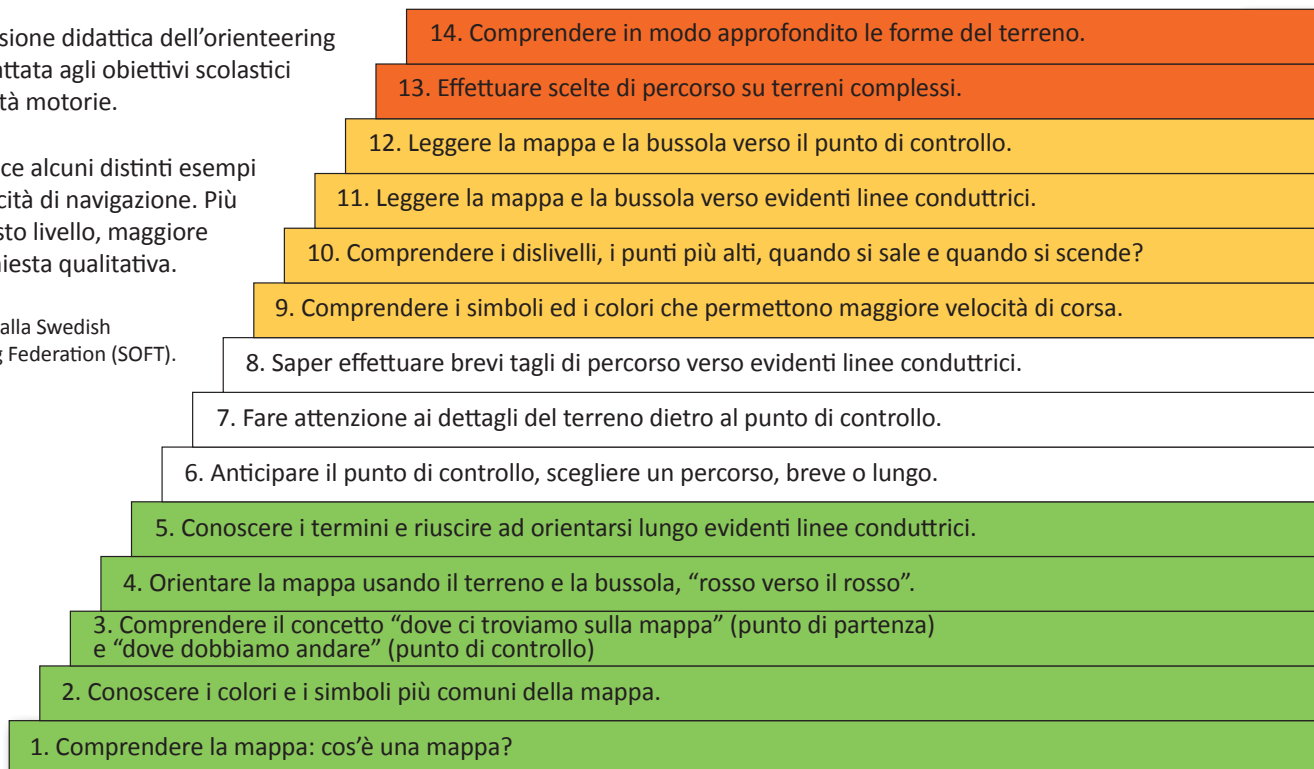 sione didattica dell'orienteering
attata agli obiettivi scolastici
tà motorie.
ce alcuni distinti esempi
cità di navigazione. Più
sto livello, maggiore
niesta qualitativa.
alla Swedish
g Federation (SOFT).
14. Comprendere in modo approfondito le forme del terreno.
13. Effettuare scelte di percorso su terreni complessi.
12. Leggere la mappa e la bussola verso il punto di controllo.
11. Leggere la mappa e la bussola verso evidenti linee conduttrici.
10. Comprendere i dislivelli, i punti più alti, quando si sale e quando si scende?
9. Comprendere i simboli ed i colori che permettono maggiore velocità di corsa.
8. Saper effettuare brevi tagli di percorso verso evidenti linee conduttrici.
7. Fare attenzione ai dettagli del terreno dietro al punto di controllo.
6. Anticipare il punto di controllo, scegliere un percorso, breve o lungo.
5. Conoscere i termini e riuscire ad orientarsi lungo evidenti linee conduttrici.
4. Orientare la mappa usando il terreno e la bussola, “rosso verso il rosso”.
3. Comprendere il concetto “dove ci troviamo sulla mappa” (punto di partenza)
e “dove dobbiamo andare” (punto di controllo)
2. Conoscere i colori e i simboli più comuni della mappa.
1. Comprendere la mappa: cos'è una mappa?